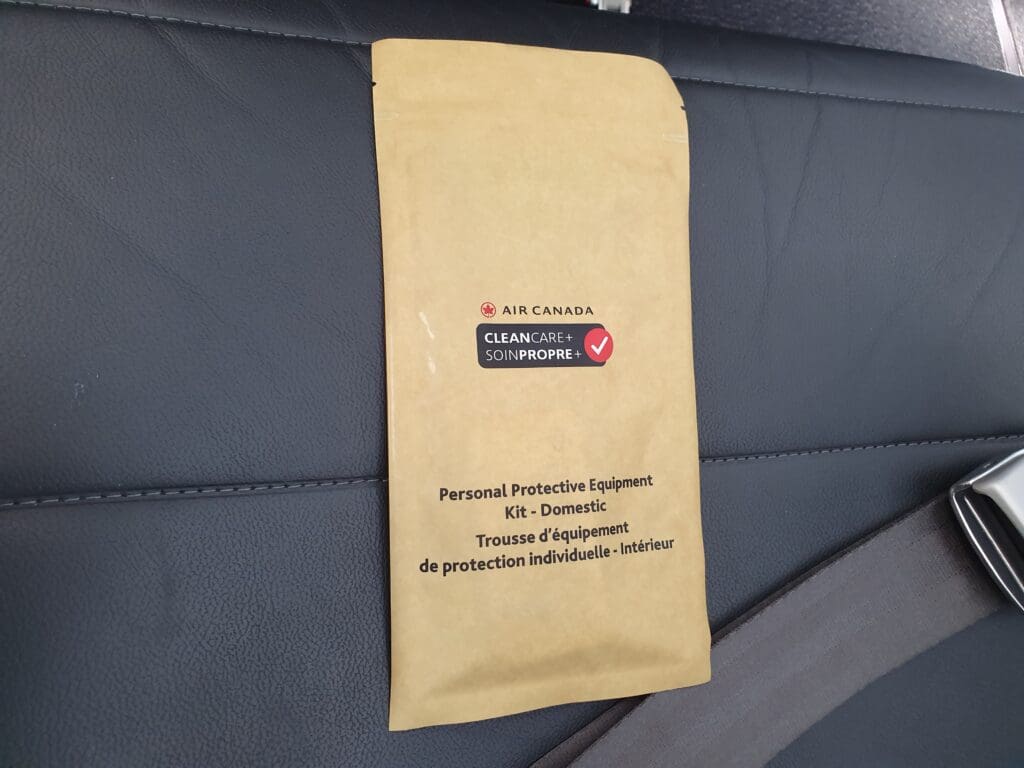 AIR CANADA
CLEANCARE+
SOINPROPRE+
Personal Protective Equipment
Kit - Domestic
Trousse d'équipement
de protection individuelle - Intérieur